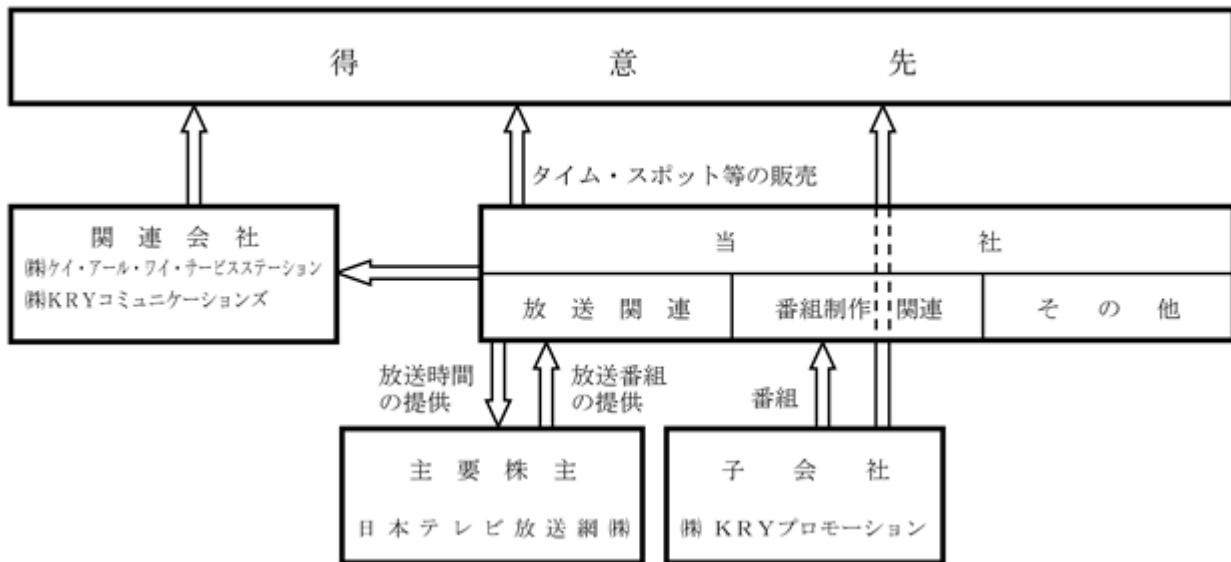 得意先
タイム・スポット等の販売
関連会社
㈱ケイ・アール・ワイ・サービスステーション
㈱KRYコミュニケーションズ
当社
放送関連
番組制作関連
その他
放送時間
の提供
放送番組
の提供
番組
主要株主
日本テレビ放送網㈱
子会社
㈱KRYプロモーション